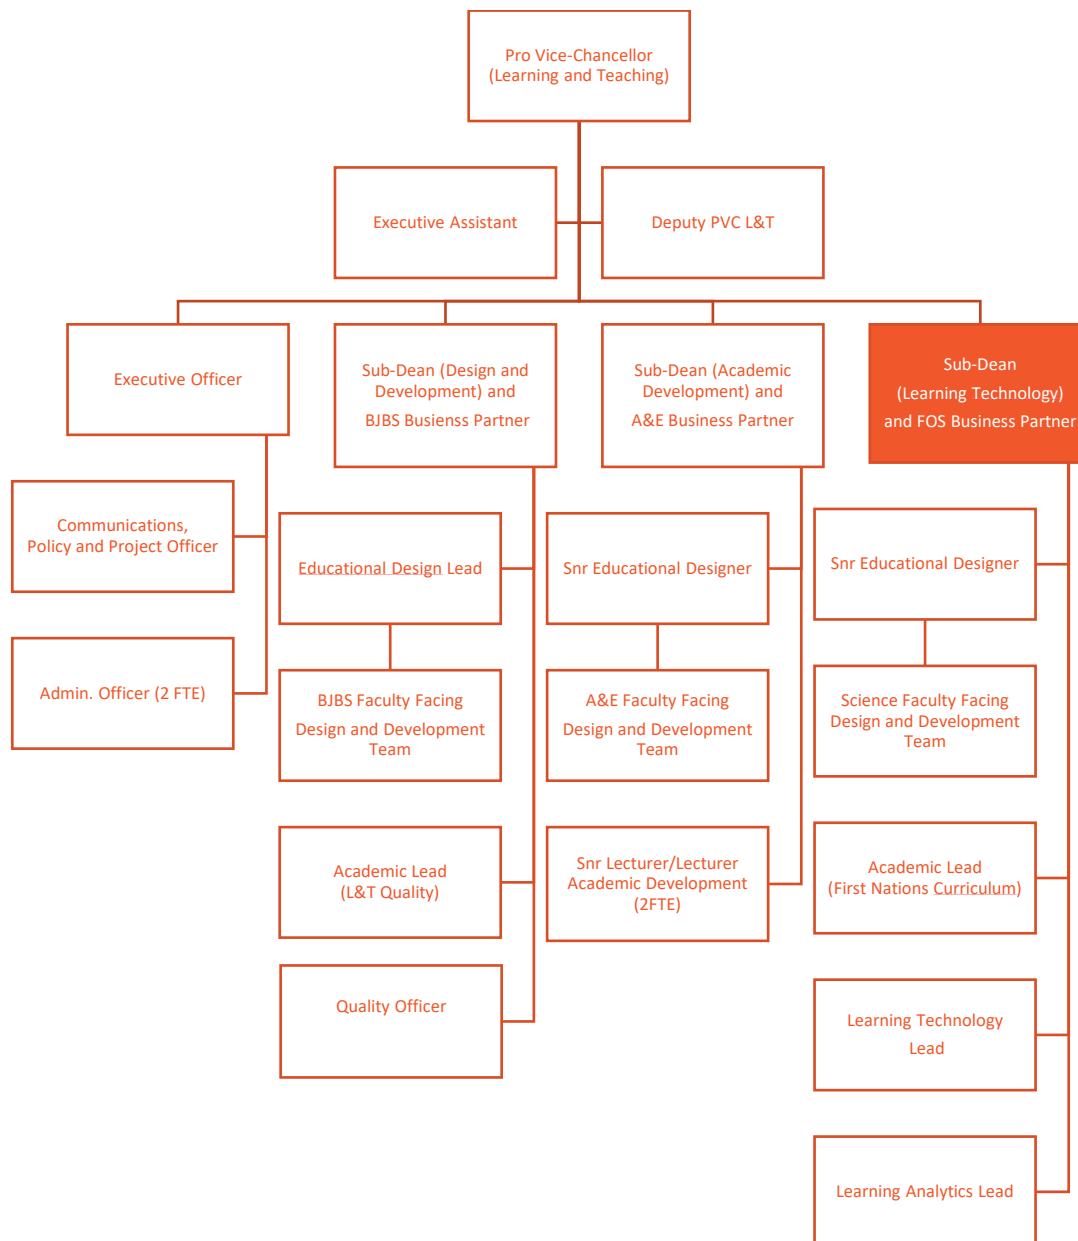 Pro Vice-Chancellor
(Learning and Teaching)
Executive Assistant
Deputy PVC L&T
Executive Officer
Sub-Dean (Design and
Development) and
BJBS Busienss Partner
Sub-Dean (Academic
Development) and
A&E Business Partner
Sub-Dean
(Learning Technology)
and FOS Business Partner
Communications,
Policy and Project Officer
Educational Design Lead
Snr Educational Designer
Snr Educational Designer
Admin. Officer (2 FTE)
BJBS Faculty Facing
Design and Development
Team
A&E Faculty Facing
Design and Development
Team
Science Faculty Facing
Design and Development
Team
Academic Lead
(L&T Quality)
Snr Lecturer/Lecturer
Academic Development
(2FTE)
Academic Lead
(First Nations Curriculum)
Quality Officer
Learning Technology
Lead
Learning Analytics Lead